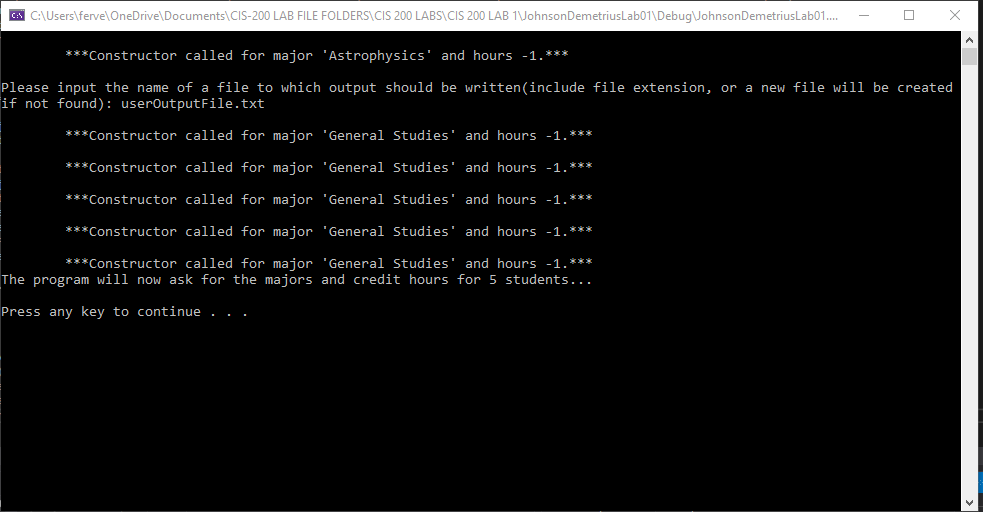 C:\Users\ferve\OneDrive\Documents\CIS-200 LAB FILE FOLDERS\CIS 200 LABS\CIS 200 LAB 1\JohnsonDemetriusLab01\Debug\JohnsonDemetriusLab01....
***Constructor called for major 'Astrophysics' and hours -1.***
Please input the name of a file to which output should be written(include file extension, or a new file will be created
if not found): userOutputFile.txt
***Constructor called for major 'General Studies' and hours -1.***
***Constructor called for major 'General Studies' and hours -1.***
***Constructor called for major 'General Studies' and hours -1.***
***Constructor called for major 'General Studies' and hours -1.***
***Constructor called for major 'General Studies' and hours -1.***
The program will now ask for the majors and credit hours for 5 students...
Press any key to continue . . .